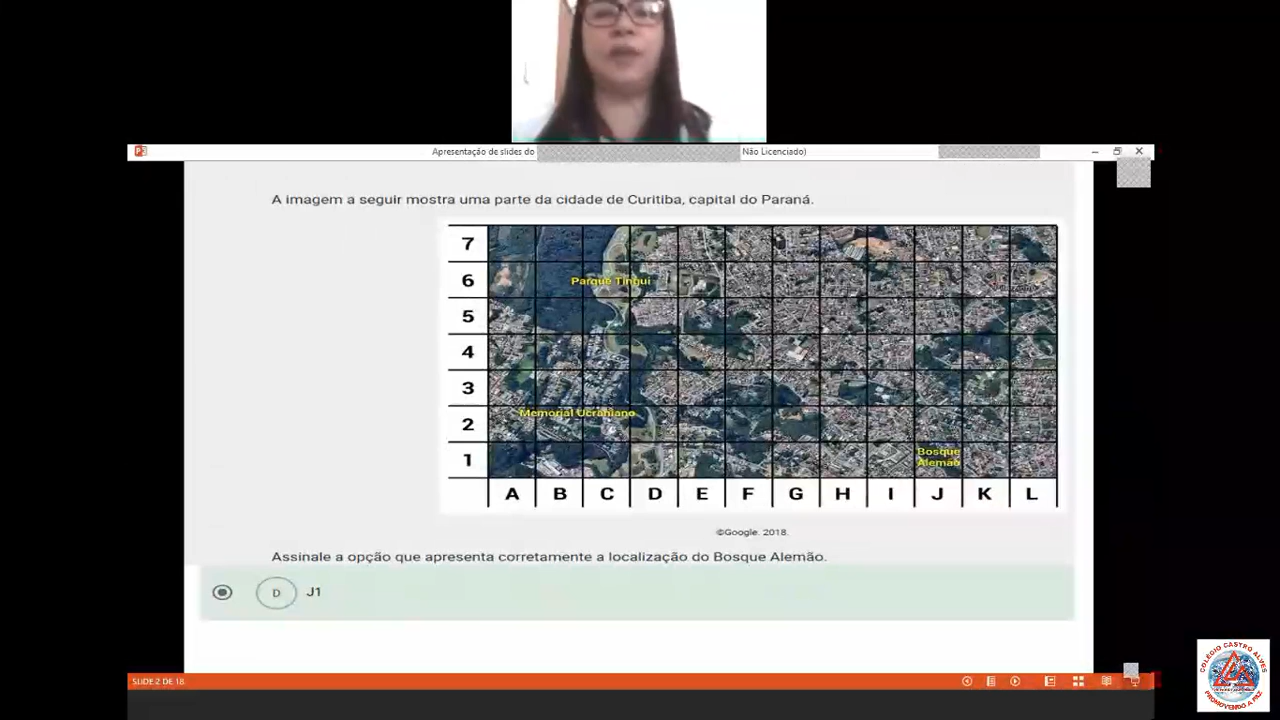 Apresentação de slides do
Não Licenciado)
A imagem a seguir mostra uma parte da cidade de Curitiba, capital do Paraná.
7
6
Parque Tingui
5
4
3
Memorial Ucraniano
2
1
Bosque
Alemão
A B C D E F G H I J K L
©Google. 2018.
Assinale a opção que apresenta corretamente a localização do Bosque Alemão.
D J1
SLIDE 2 DE 18
COLÉGIO CASTRO ALVES
PROMOVENDO A PAZ